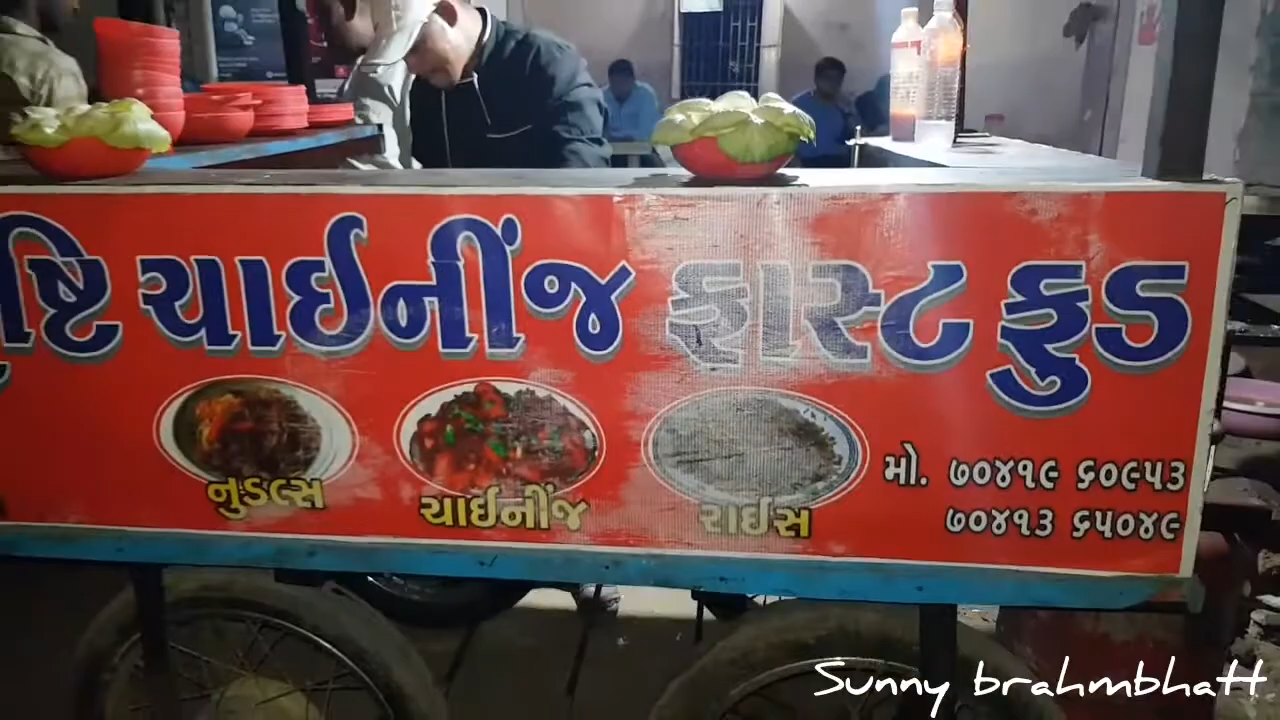 ચાઈનીંજ ફાસ્ટ ફુડ
નુડલ્સ
ચાઈનીંજ
રાઈસ
મો. ૭૦૪૧૯ ૬૦૯૫૩
૭૦૪૧૩ ૬૫૦૪૯
Sunny brahmbhatt